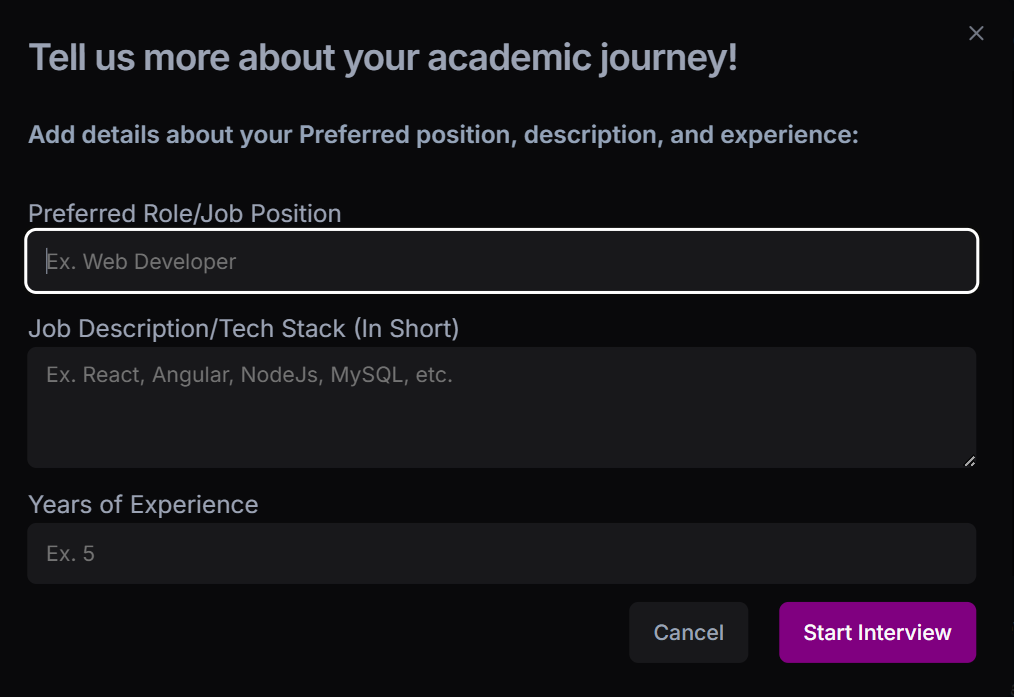 Tell us more about your academic journey!
Add details about your Preferred position, description, and experience:
Preferred Role/Job Position
Ex. Web Developer
Job Description/Tech Stack (In Short)
Ex. React, Angular, NodeJs, MySQL, etc.
Years of Experience
Ex. 5
Cancel
Start Interview